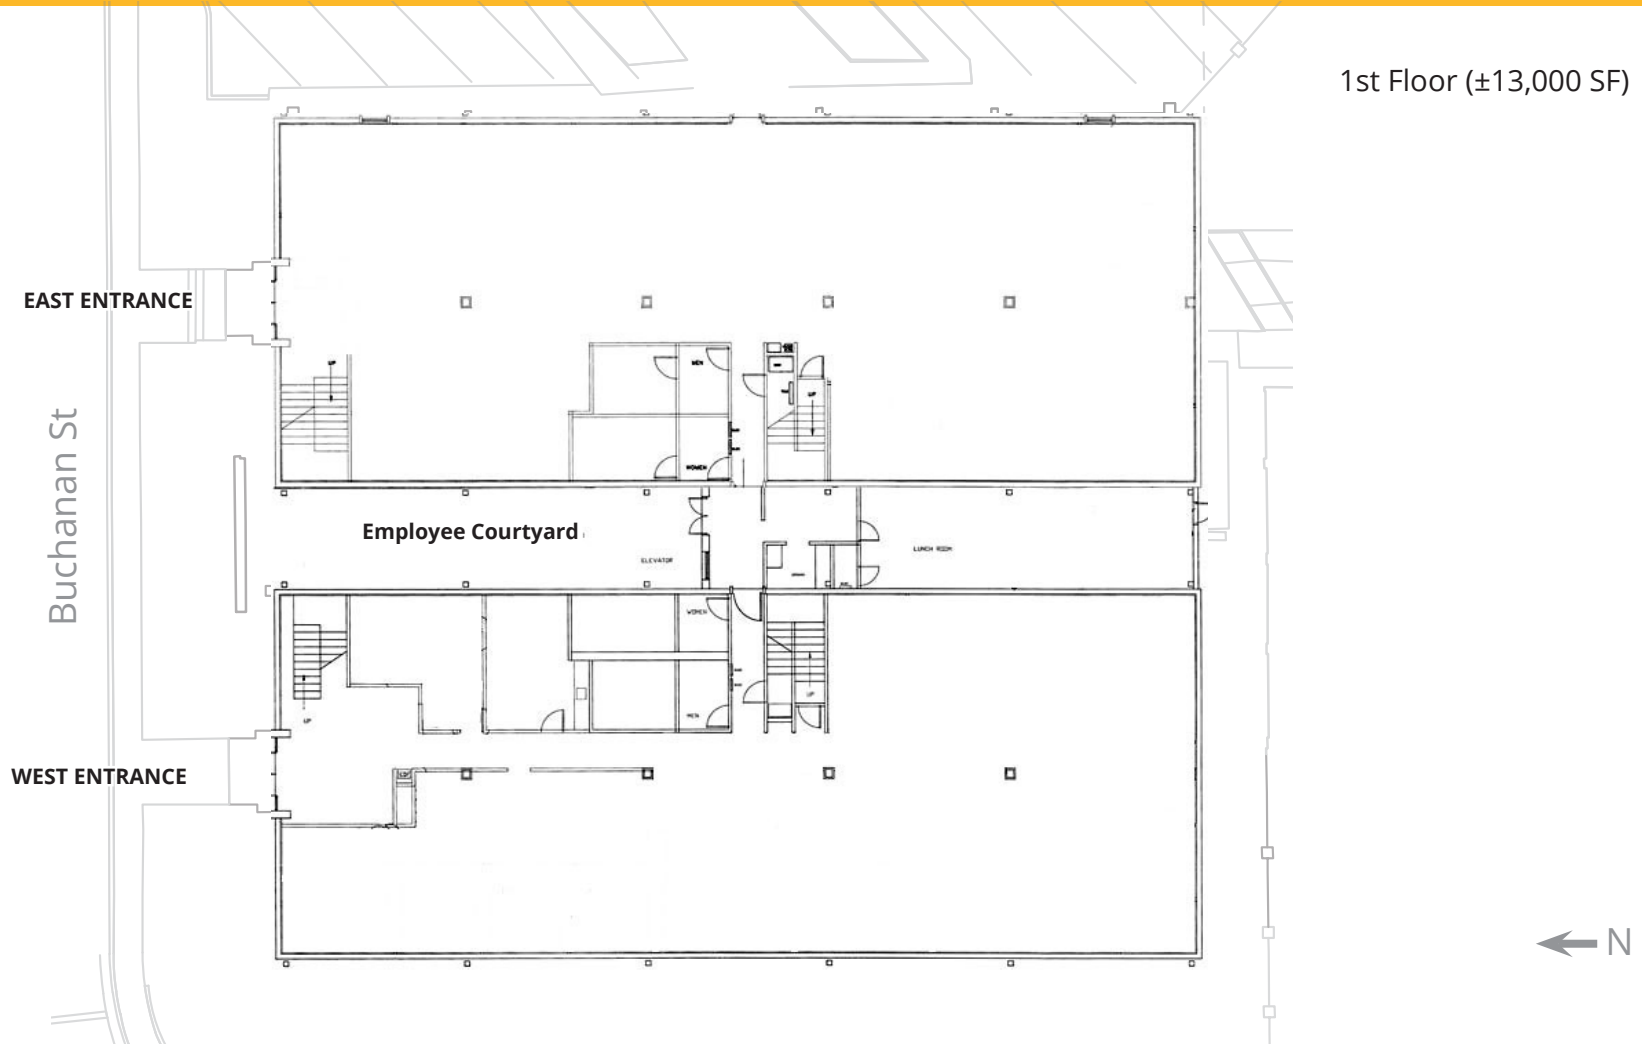 1st Floor (±13,000 SF)
EAST ENTRANCE
UP
MEN
UP
Buchanan St
WOMEN
Employee Courtyard
ELEVATOR
LUNCH ROOM
WOMEN
UP
UP
MEN
WEST ENTRANCE
N